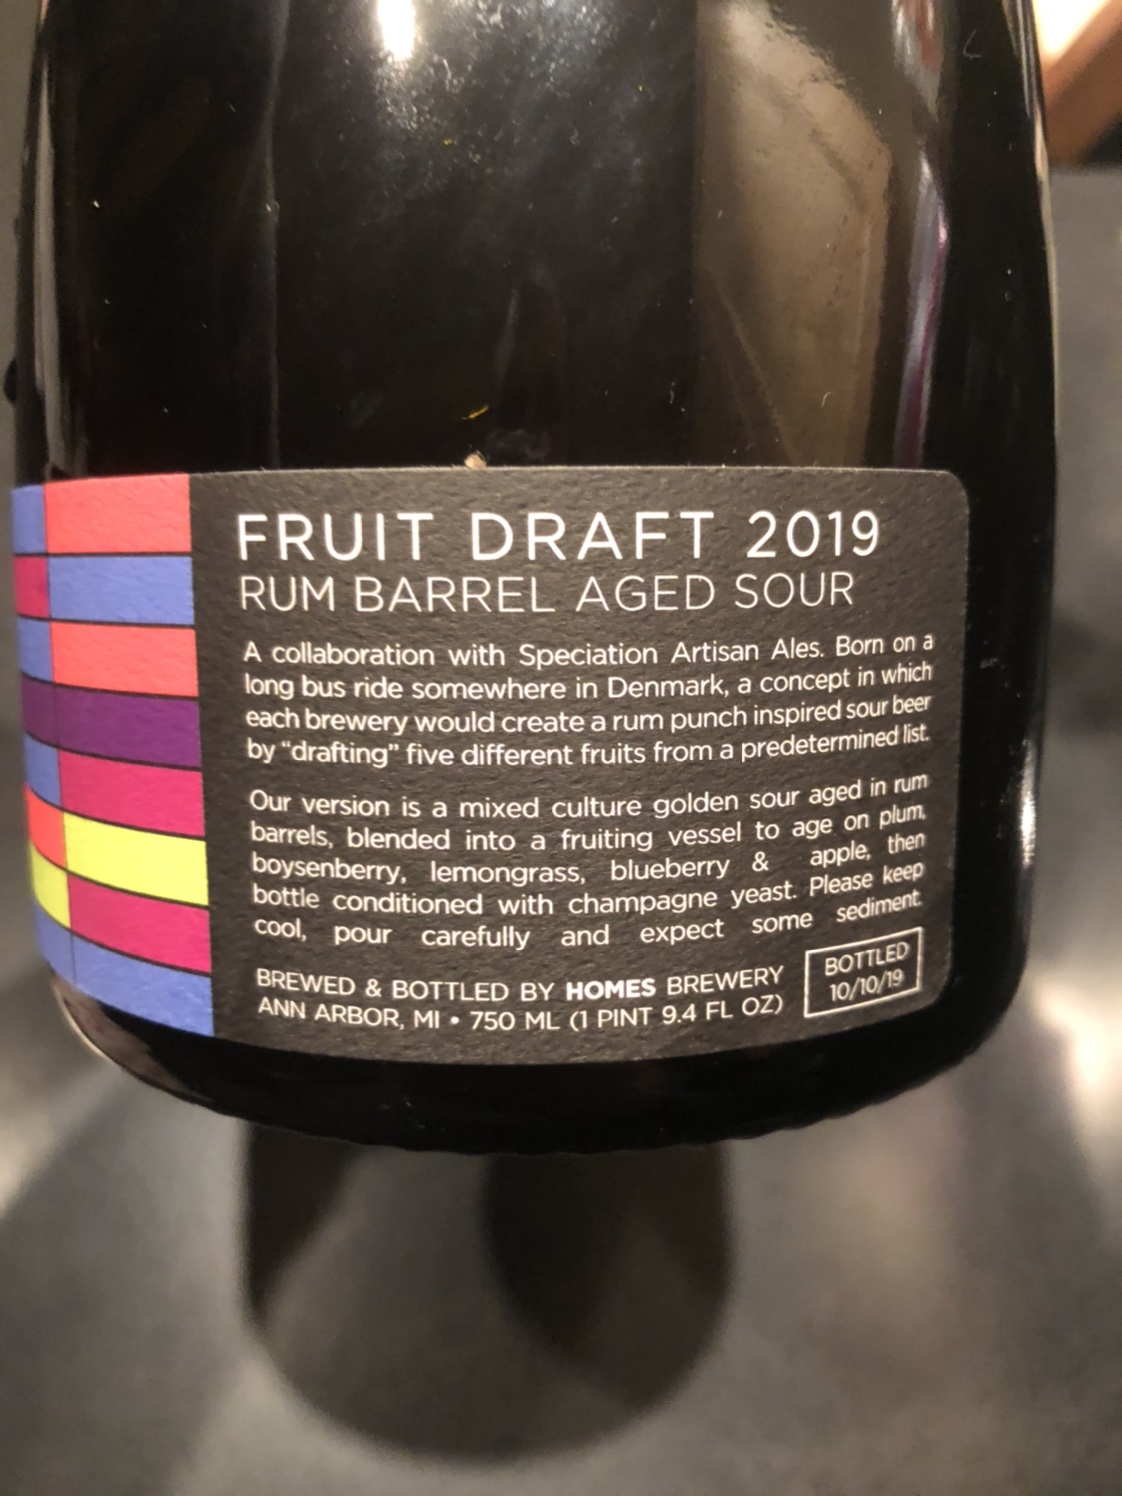 FRUIT DRAFT 2019
RUM BARREL AGED SOUR
A collaboration with Speciation Artisan Ales. Born on a
long bus ride somewhere in Denmark, a concept in which
each brewery would create a rum punch inspired sour beer
by “drafting” five different fruits from a predetermined list.
Our version is a mixed culture golden sour aged in rum
barrels, blended into a fruiting vessel to age on plum,
boysenberry, lemongrass, blueberry & apple, then
bottle conditioned with champagne yeast. Please keep
cool, pour carefully and expect some sediment.
BREWED & BOTTLED BY HOMES BREWERY
ANN ARBOR, MI • 750 ML (1 PINT 9.4 FL OZ)
BOTTLED
10/10/19